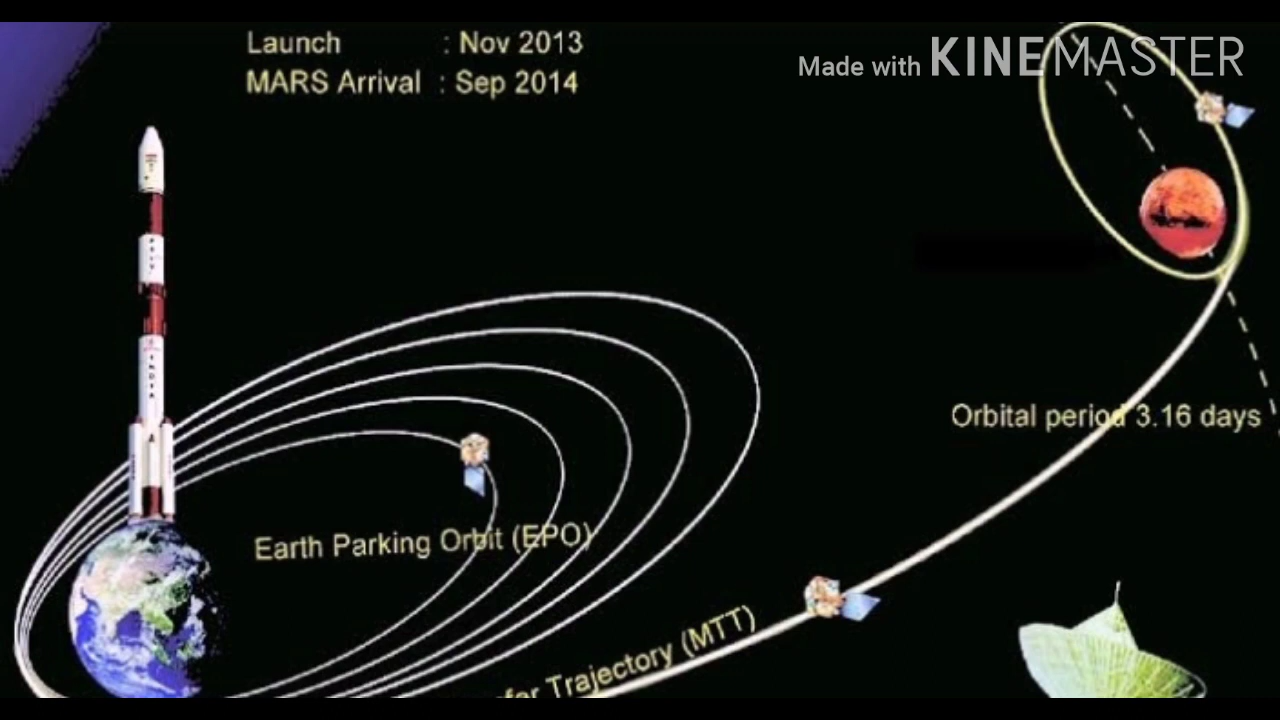 Launch : Nov 2013
MARS Arrival : Sep 2014
Made with KINEMASTER
INDIA
Orbital period 3.16 days
Earth Parking Orbit (EPO)
Trajectory (MTT)